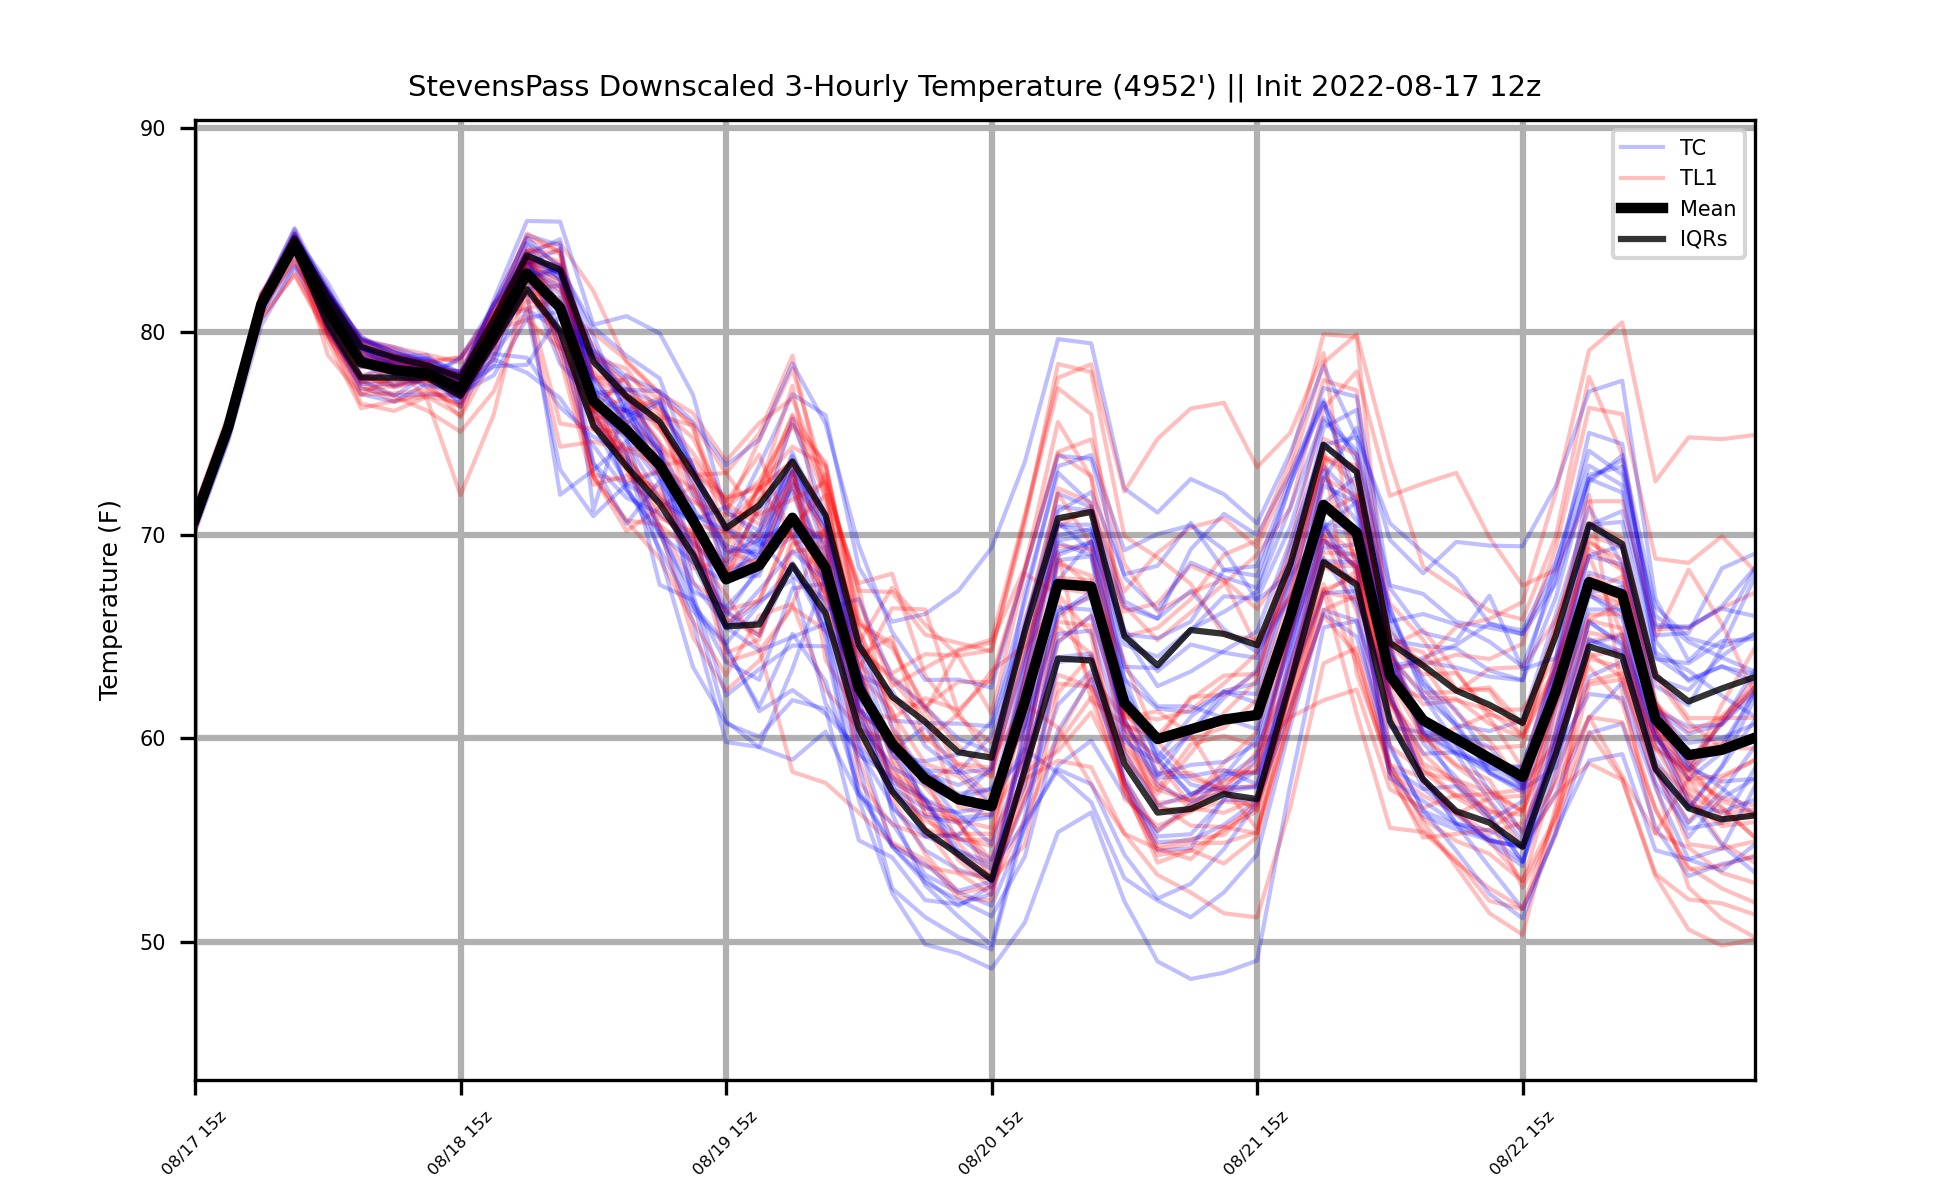 StevensPass Downscaled 3-Hourly Temperature (4952') || Init 2022-08-17 12z
TC
TL1
Mean
IQRs
Temperature (F)
90
80
70
60
50
08/17 15z
08/18 15z
08/19 15z
08/20 15z
08/21 15z
08/22 15z